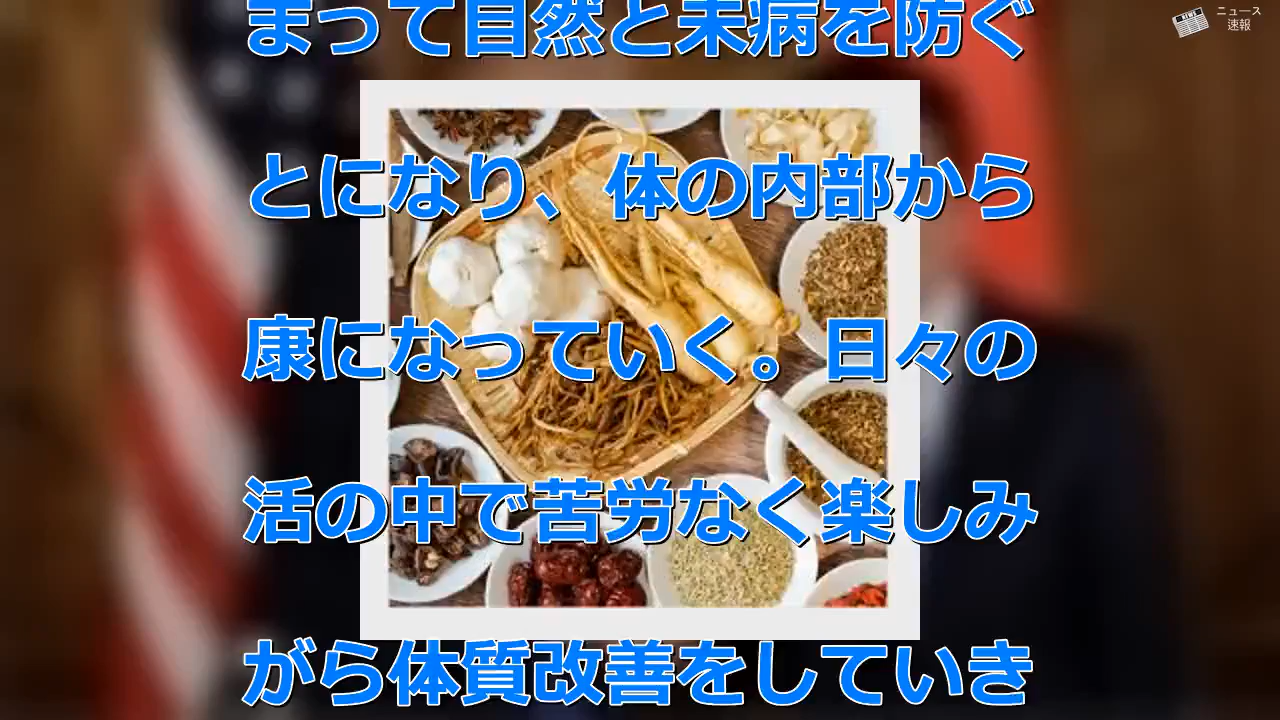 まって自然と未病を防ぐ
とになり、体の内部から
康になっていく。日々の
活の中で苦労なく楽しみ
がら体質改善をしていき
ニュース
速報
NEWS